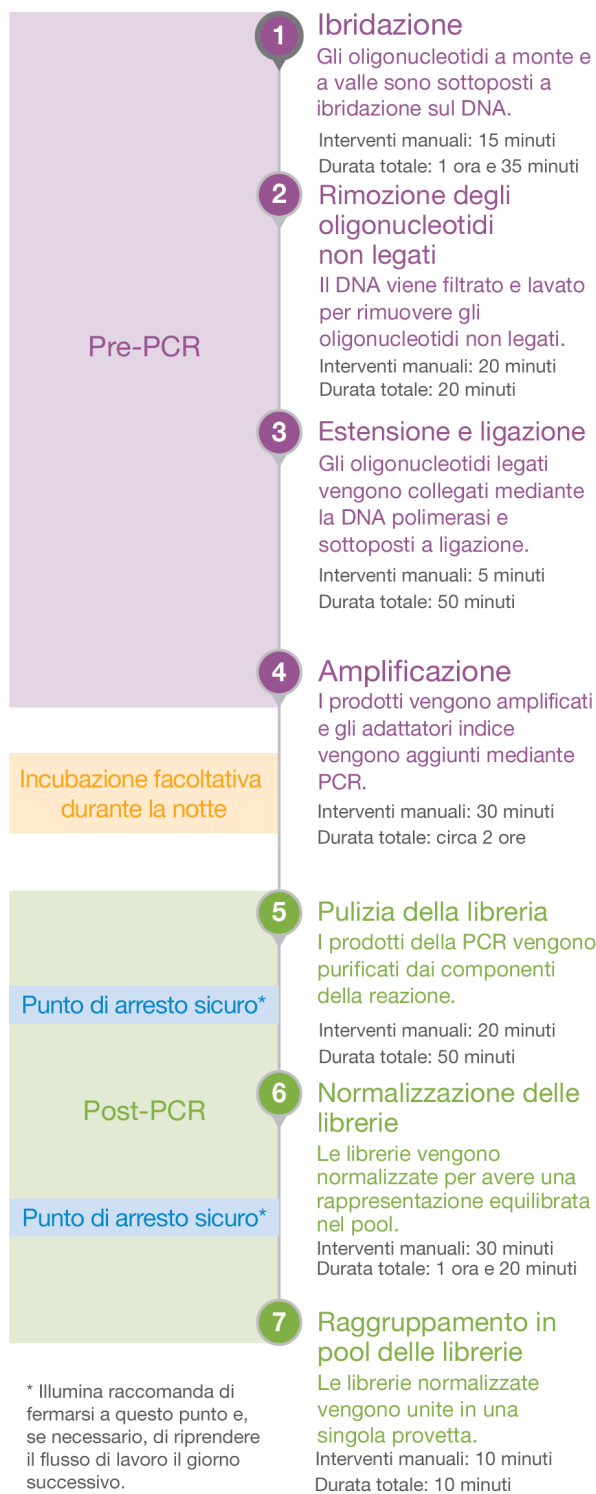 1
Ibridazione
Gli oligonucleotidi a monte e
a valle sono sottoposti a
ibridazione sul DNA.
Interventi manuali: 15 minuti
Durata totale: 1 ora e 35 minuti
2
Rimozione degli
oligonucleotidi
non legati
Il DNA viene filtrato e lavato
per rimuovere gli
oligonucleotidi non legati.
Interventi manuali: 20 minuti
Durata totale: 20 minuti
Pre-PCR
3
Estensione e ligazione
Gli oligonucleotidi legati
vengono collegati mediante
la DNA polimerasi e
sottoposti a ligazione.
Interventi manuali: 5 minuti
Durata totale: 50 minuti
4
Amplificazione
I prodotti vengono amplificati
e gli adattatori indice
vengono aggiunti mediante
PCR.
Interventi manuali: 30 minuti
Durata totale: circa 2 ore
Incubazione facoltativa
durante la notte
5
Pulizia della libreria
I prodotti della PCR vengono
purificati dai componenti
della reazione.
Interventi manuali: 20 minuti
Durata totale: 50 minuti
Punto di arresto sicuro*
Post-PCR
6
Normalizzazione delle
librerie
Le librerie vengono
normalizzate per avere una
rappresentazione equilibrata
nel pool.
Interventi manuali: 30 minuti
Durata totale: 1 ora e 20 minuti
Punto di arresto sicuro*
7
Raggruppamento in
pool delle librerie
Le librerie normalizzate
vengono unite in una
singola provetta.
Interventi manuali: 10 minuti
Durata totale: 10 minuti
* Illumina raccomanda di
fermarsi a questo punto e,
se necessario, di riprendere
il flusso di lavoro il giorno
successivo.